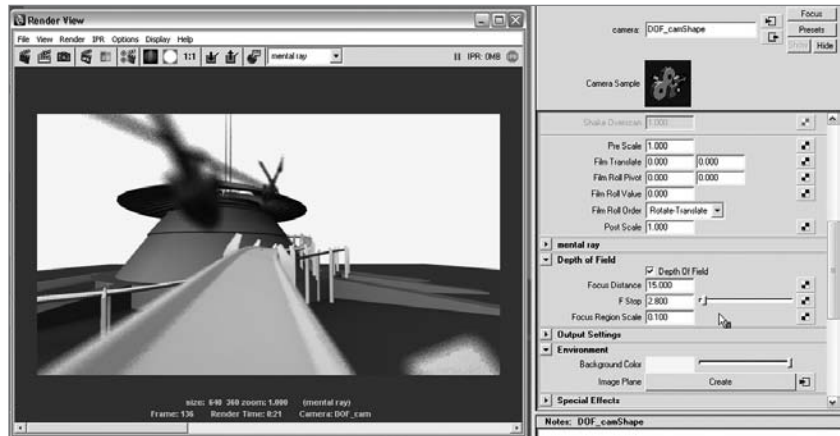 Render View
File View Render IPR Options Display Help
1:1
mental ray
IPR: 0MB
size: 640 360 zoom: 1.000 (mental ray)
Frame: 136 Render Time: 0:21 Camera: DOF_cam
camera: DOF_camShape
Focus
Presets
Show Hide
Camera Sample
Shake Overscan 1.000
Pre Scale 1.000
Film Translate 0.000 0.000
Film Roll Pivot 0.000 0.000
Film Roll Value 0.000
Film Roll Order Rotate-Translate
Post Scale 1.000
mental ray
Depth of Field
Depth Of Field
Focus Distance 15.000
F Stop 2.800
Focus Region Scale 0.100
Output Settings
Environment
Background Color
Image Plane Create
Special Effects
Notes: DOF_camShape